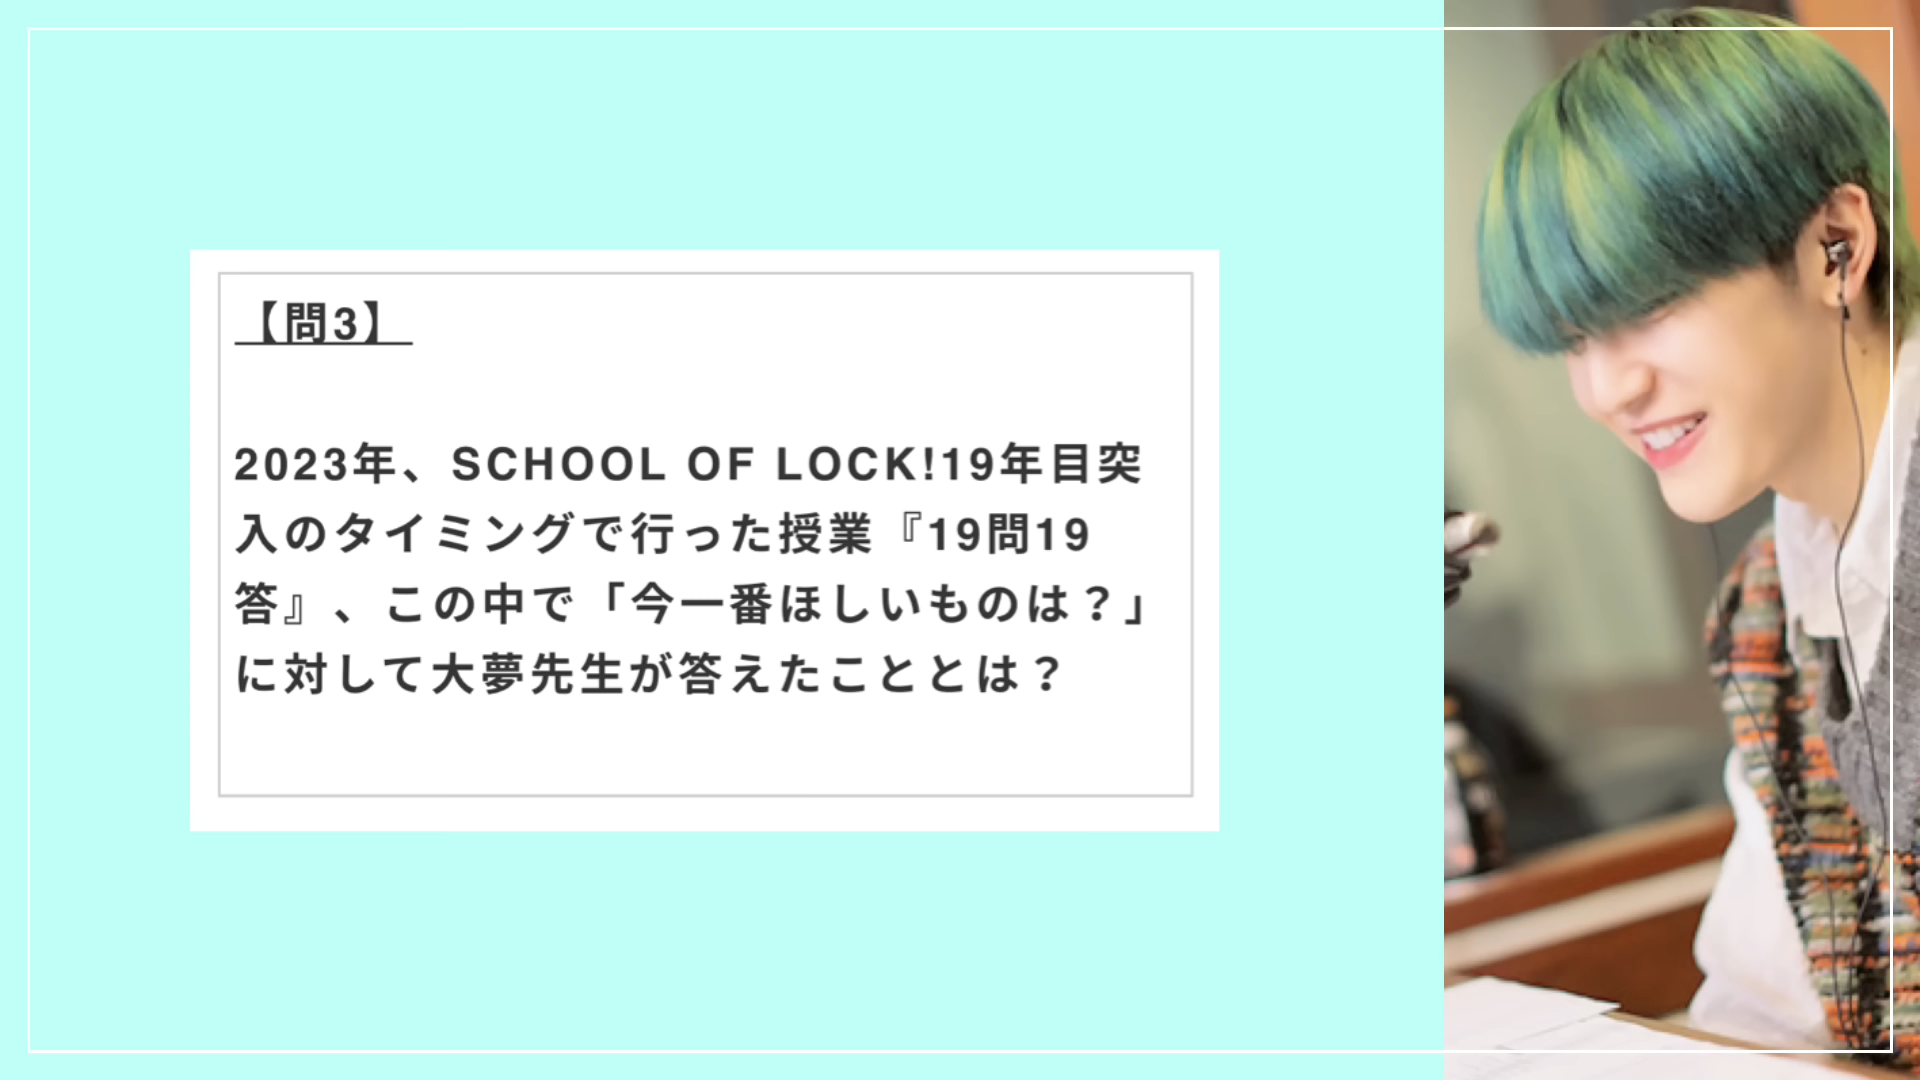 【問3】
2023年、SCHOOL OF LOCK!19年目突
入のタイミングで行った授業『19問19
答』、この中で「今一番ほしいものは？」
に対して大夢先生が答えたこととは？